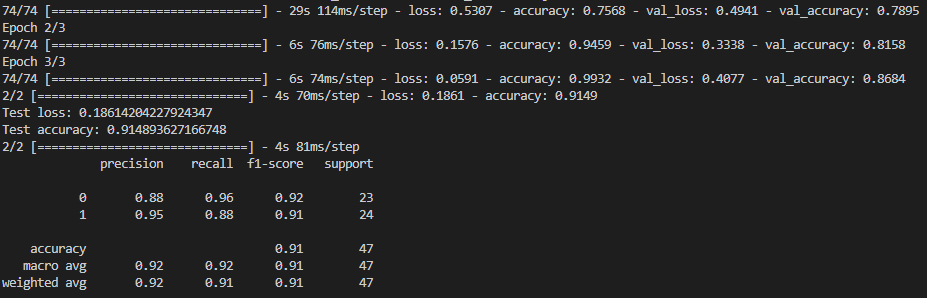 74/74 [==============================] - 29s 114ms/step - loss: 0.5307 - accuracy: 0.7568 - val_loss: 0.4941 - val_accuracy: 0.7895
Epoch 2/3
74/74 [==============================] - 6s 76ms/step - loss: 0.1576 - accuracy: 0.9459 - val_loss: 0.3338 - val_accuracy: 0.8158
Epoch 3/3
74/74 [==============================] - 6s 74ms/step - loss: 0.0591 - accuracy: 0.9932 - val_loss: 0.4077 - val_accuracy: 0.8684
2/2 [==============================] - 4s 70ms/step - loss: 0.1861 - accuracy: 0.9149
Test loss: 0.18614204227924347
Test accuracy: 0.914893627166748
2/2 [==============================] - 4s 81ms/step
precision recall f1-score support
0 0.88 0.96 0.92 23
1 0.95 0.88 0.91 24
accuracy 0.91 47
macro avg 0.92 0.92 0.91 47
weighted avg 0.92 0.91 0.91 47